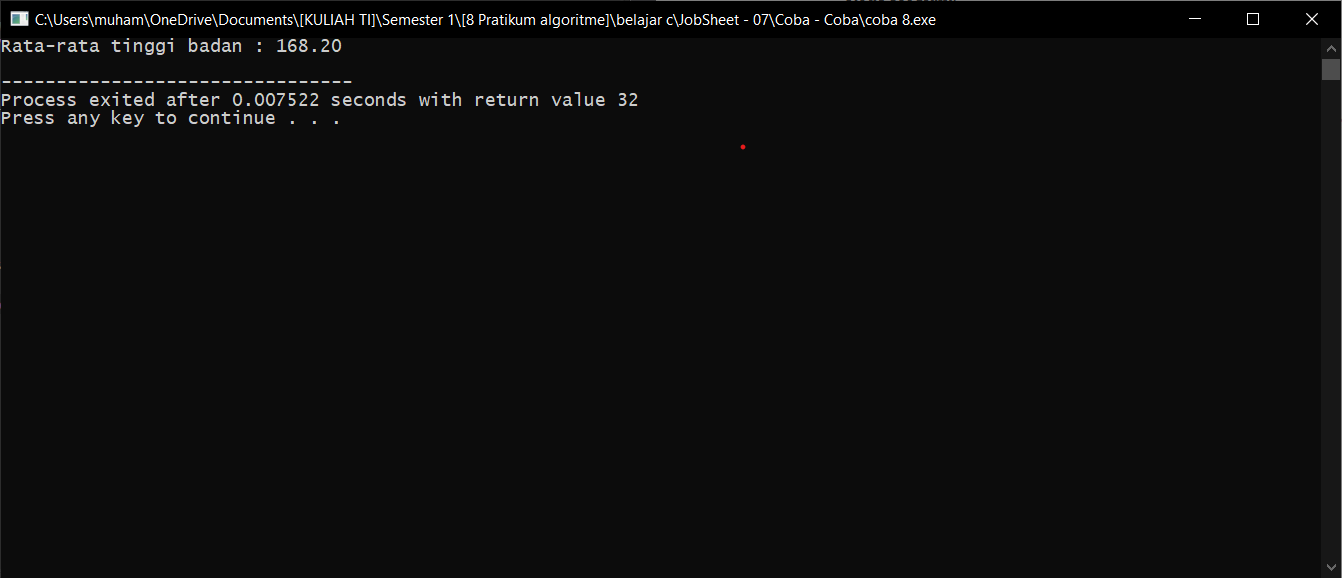 C:\Users\muham\OneDrive\Documents\[KULIAH TI]\Semester 1\[8 Pratikum algoritme]\belajar c\JobSheet - 07\Coba - Coba\coba 8.exe
Rata-rata tinggi badan : 168.20
--------------------------------
Process exited after 0.007522 seconds with return value 32
Press any key to continue . . .